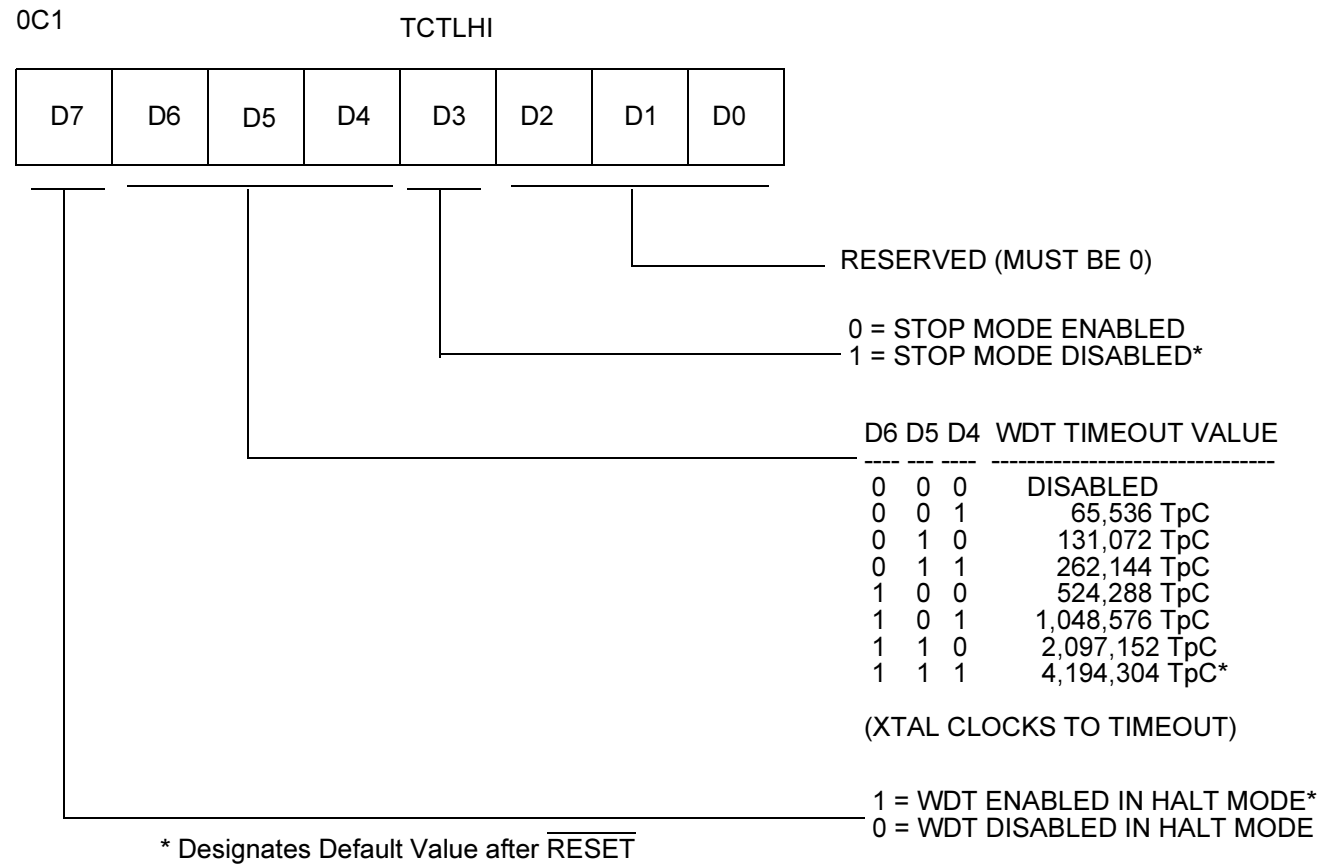 0C1
TCTLHI
D7 D6 D5 D4 D3 D2 D1 D0
RESERVED (MUST BE 0)
0 = STOP MODE ENABLED
1 = STOP MODE DISABLED*
D6 D5 D4 WDT TIMEOUT VALUE
---- --- ---- --------------------------------
0 0 0 DISABLED
0 0 1 65,536 TpC
0 1 0 131,072 TpC
0 1 1 262,144 TpC
1 0 0 524,288 TpC
1 0 1 1,048,576 TpC
1 1 0 2,097,152 TpC
1 1 1 4,194,304 TpC*
(XTAL CLOCKS TO TIMEOUT)
1 = WDT ENABLED IN HALT MODE*
0 = WDT DISABLED IN HALT MODE
* Designates Default Value after RESET